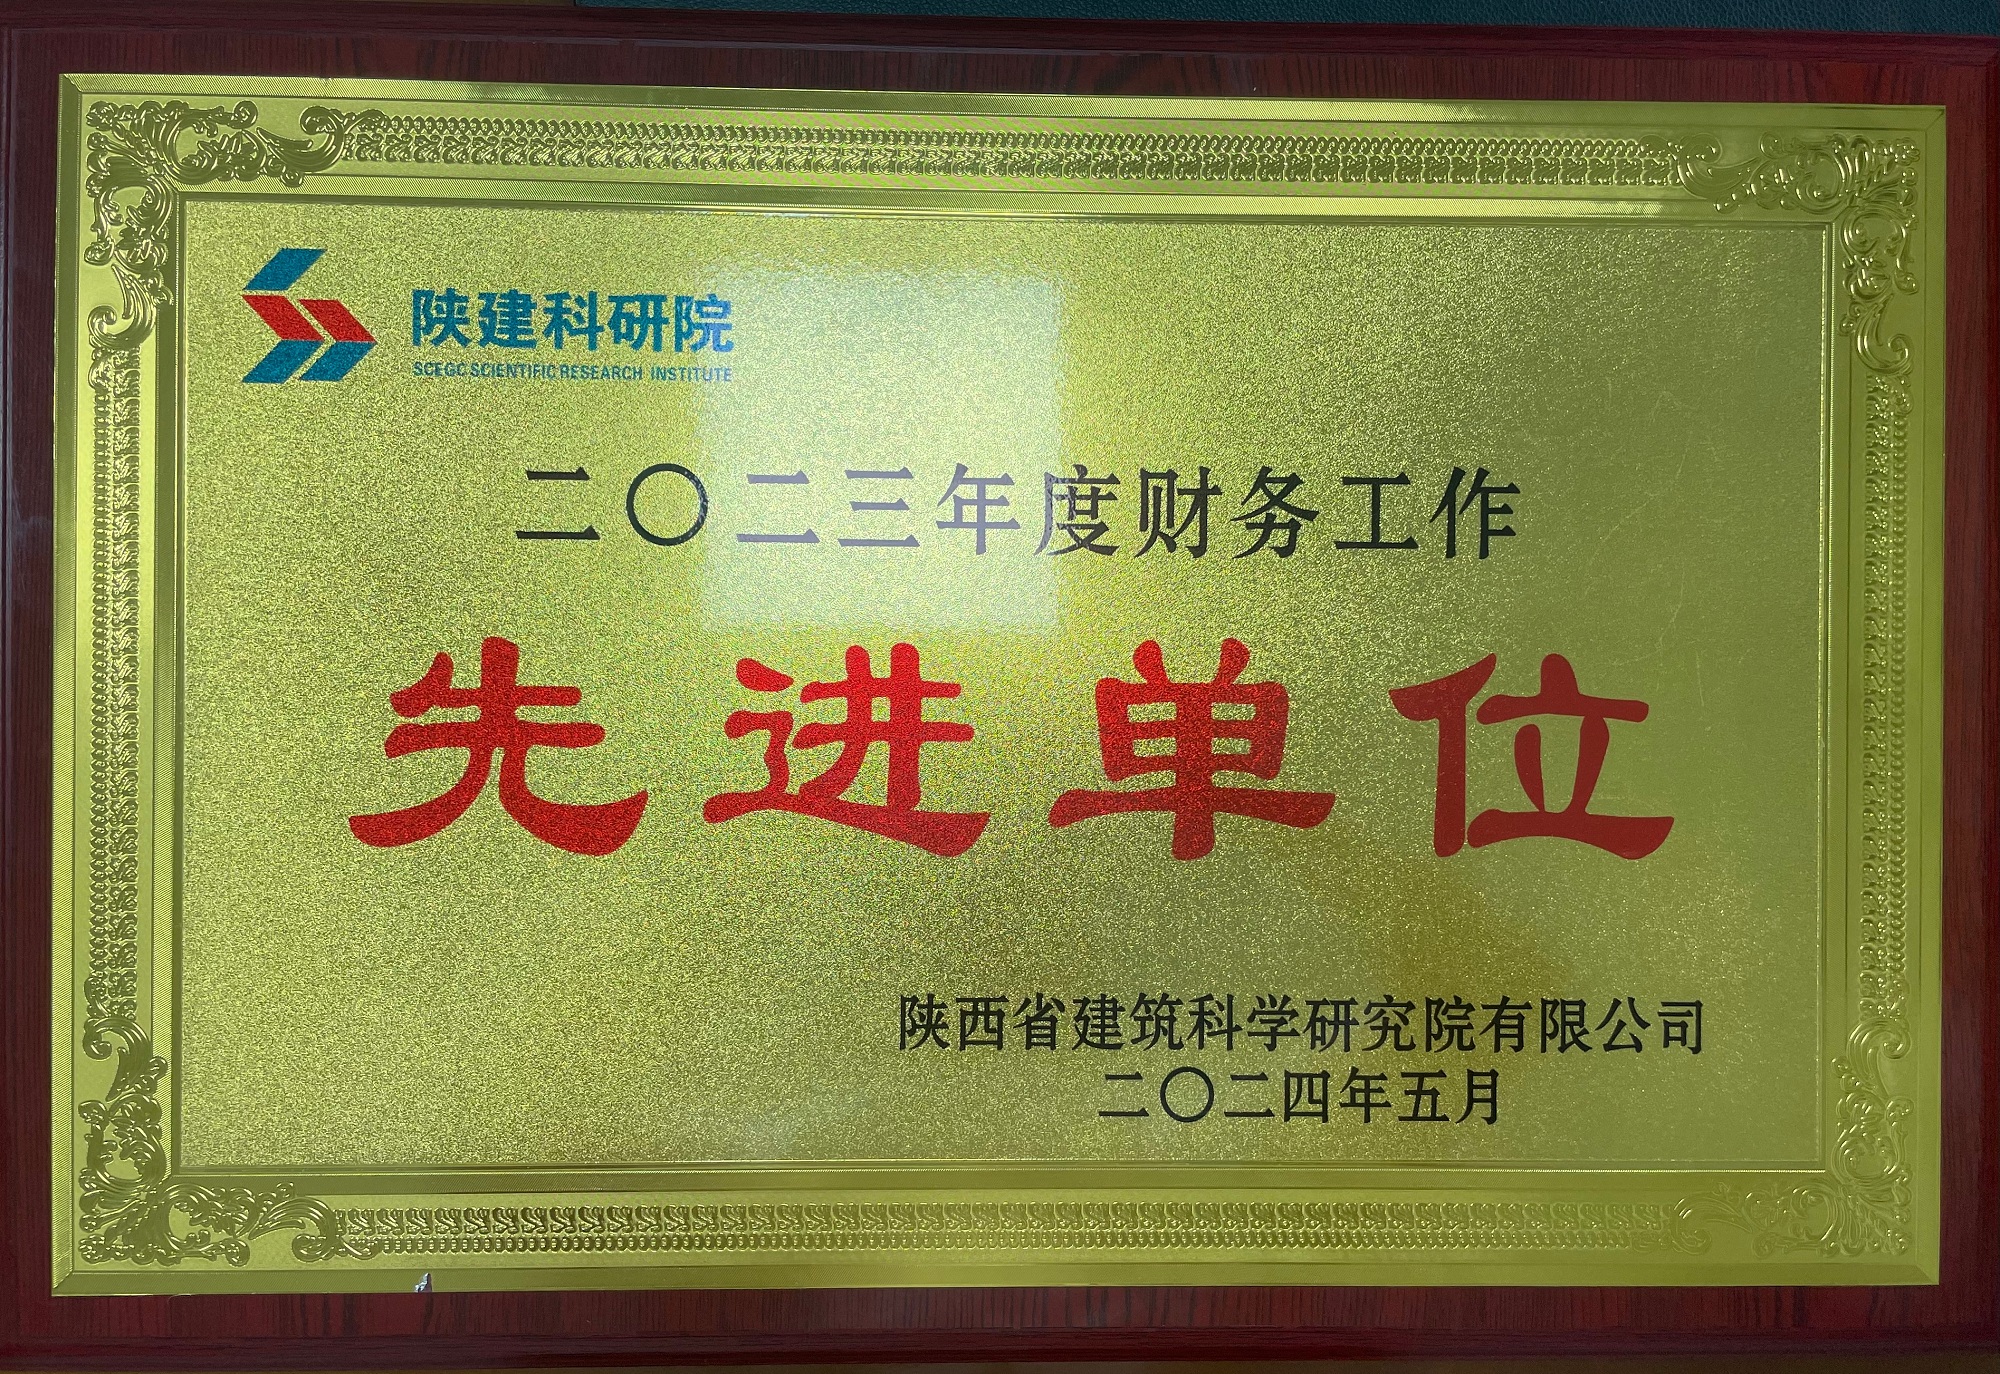 陕建科研院
SCEGC SCIENTIFIC RESEARCH INSTITUTE
二〇二三年度财务工作
先进单位
陕西省建筑科学研究院有限公司
二〇二四年五月